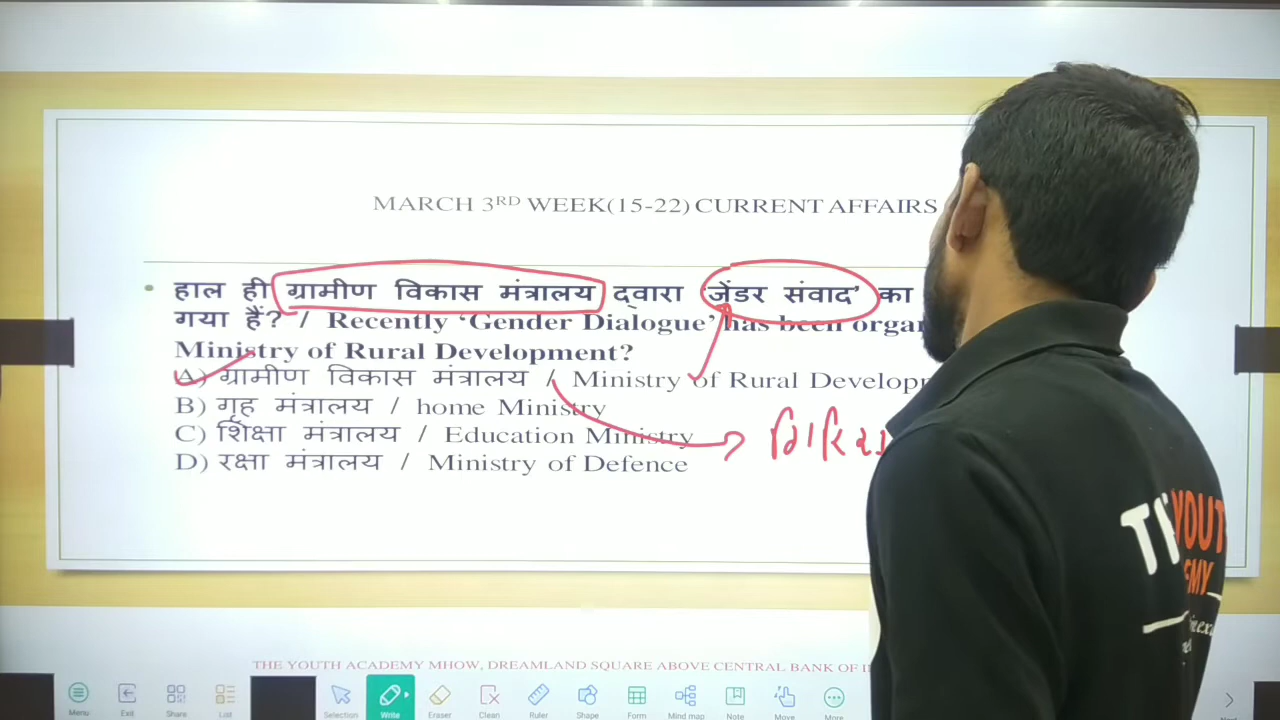 MARCH 3RD WEEK(15-22) CURRENT AFFAIRS
• हाल ही ग्रामीण विकास मंत्रालय द्वारा 'जेंडर संवाद' का
गया हैं? / Recently ‘Gender Dialogue’ has been
Ministry of Rural Development?
A) ग्रामीण विकास मंत्रालय / Ministry of Rural
B) गृह मंत्रालय / home Ministry
C) शिक्षा मंत्रालय / Education Ministry
D) रक्षा मंत्रालय / Ministry of Defence
THE YOUTH ACADEMY MHOW, DREAMLAND SQUARE ABOVE CENTRAL BANK OF
Menu Exit Share List Selection Write Eraser Clean Ruler Shape Form Mind map Note Move More